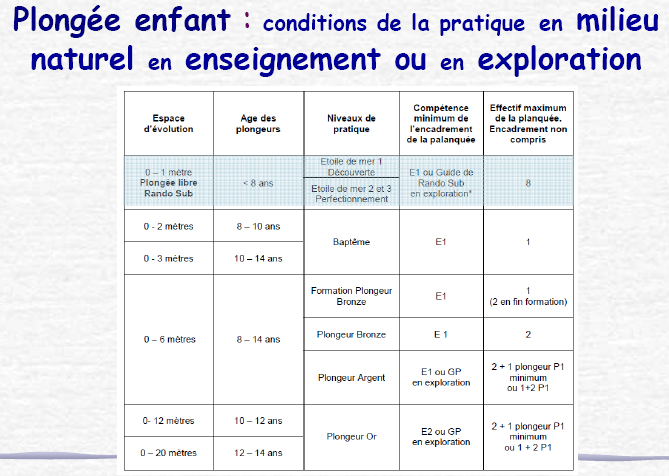 Plongée enfant : conditions de la pratique en milieu
naturel en enseignement ou en exploration
Espace
d'évolution
Age des
plongeurs
Niveaux de
pratique
Compétence
minimum de
l'encadrement
de la palanquée
Effectif maximum
de la planquée.
Encadrement non
compris
0 – 1 mètre
Plongée libre
Rando Sub
< 8 ans
Etoile de mer 1
Découverte
Etoile de mer 2 et 3
Perfectionnement
E1 ou Guide de
Rando Sub
en exploration*
8
0 - 2 mètres
8 – 10 ans
0 - 3 mètres
10 – 14 ans
Baptême
E1
1
0 – 6 mètres
8 – 14 ans
Formation Plongeur
Bronze
E1
1
(2 en fin formation)
Plongeur Bronze
E 1
2
Plongeur Argent
E1 ou GP
en exploration
2 + 1 plongeur P1
minimum
ou 1+2 P1
0- 12 mètres
10 – 12 ans
0 – 20 mètres
12 – 14 ans
Plongeur Or
E2 ou GP
en exploration
2 + 1 plongeur P1
minimum
ou 1 + 2 P1